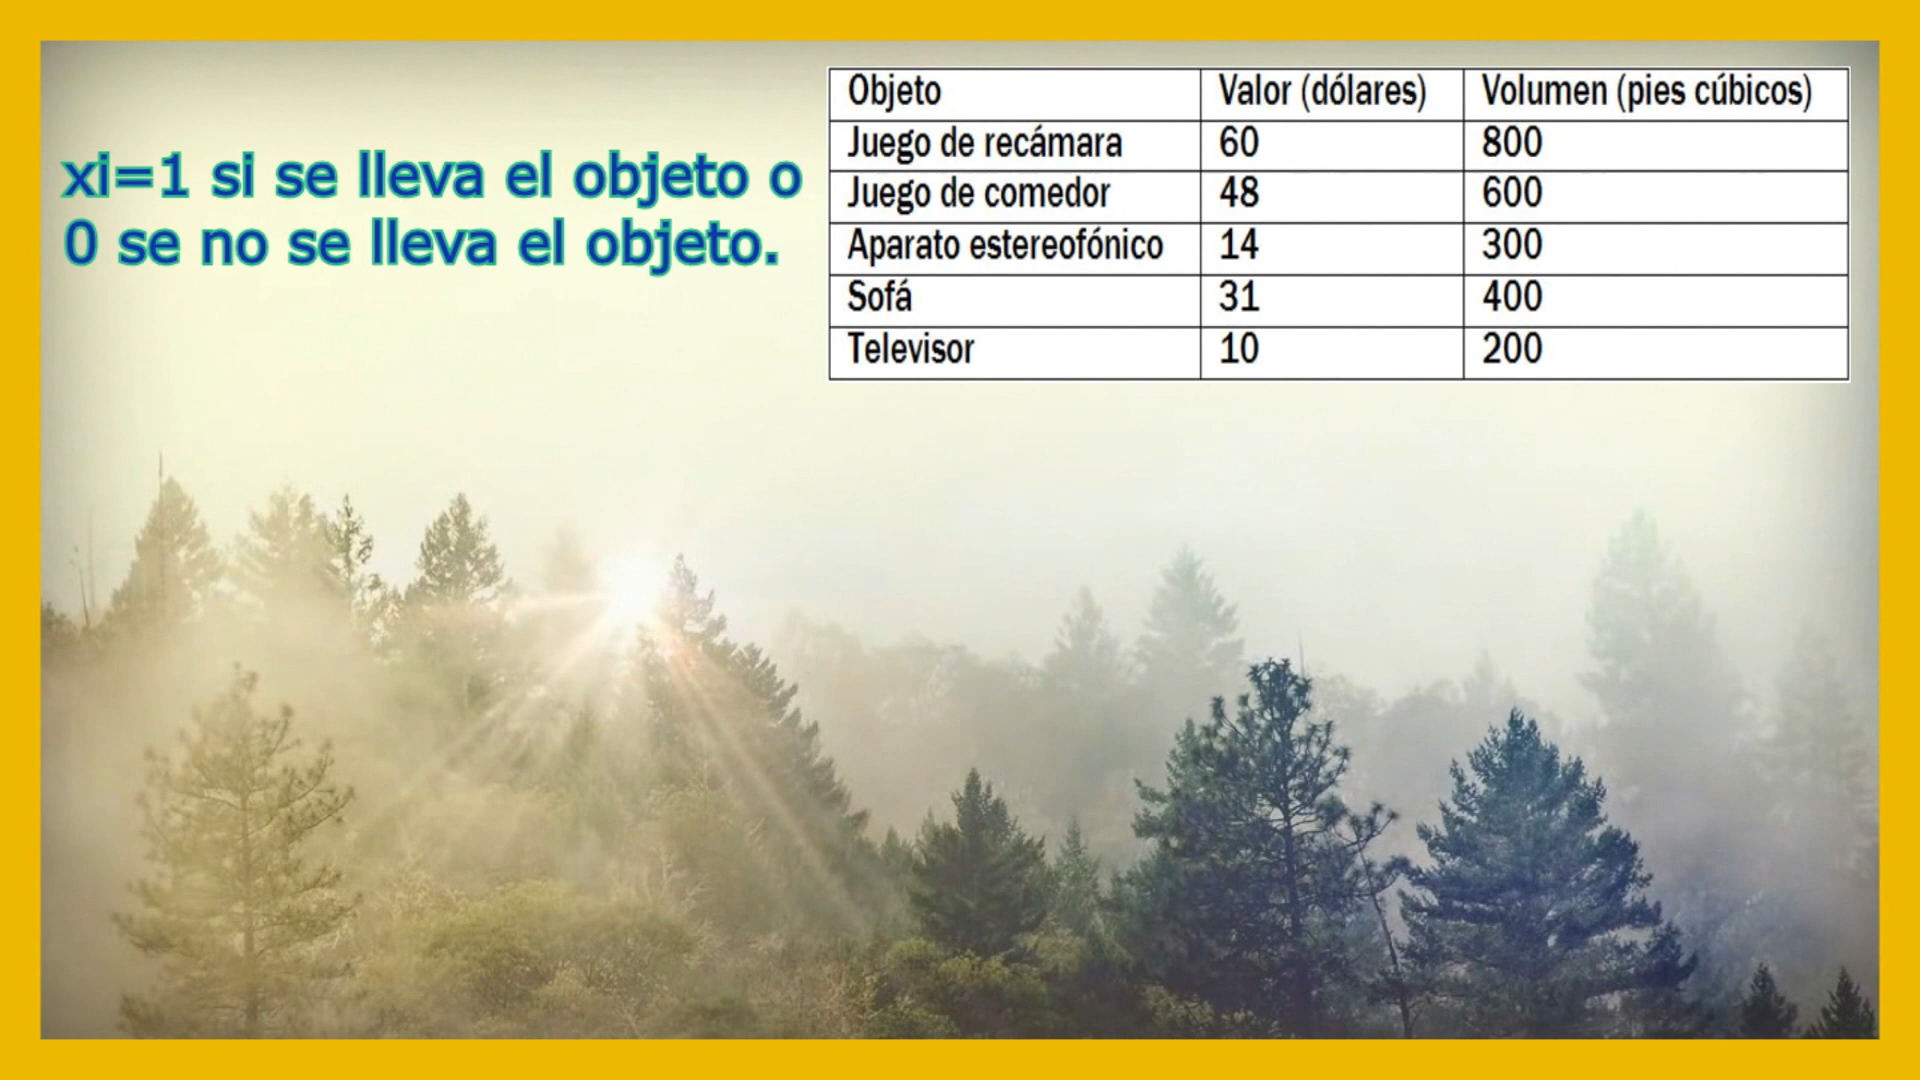 xi=1 si se lleva el objeto o
0 se no se lleva el objeto.
Objeto Valor (dólares) Volumen (pies cúbicos)
Juego de recámara 60 800
Juego de comedor 48 600
Aparato estereofónico 14 300
Sofá 31 400
Televisor 10 200